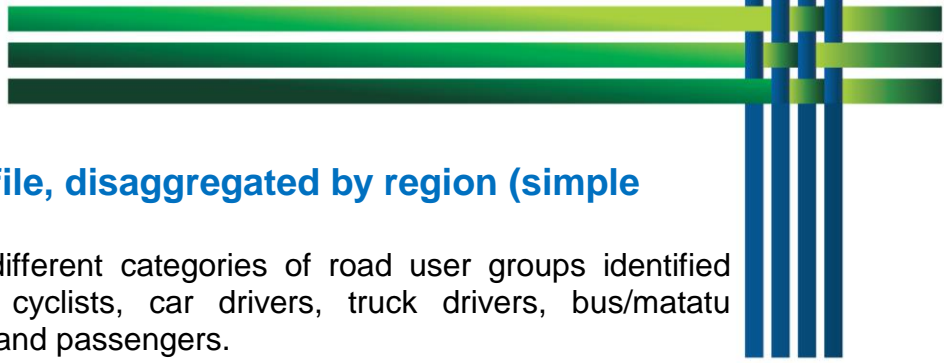 file, disaggregated by region (simple
different categories of road user groups identified
cyclists, car drivers, truck drivers, bus/matatu
and passengers.